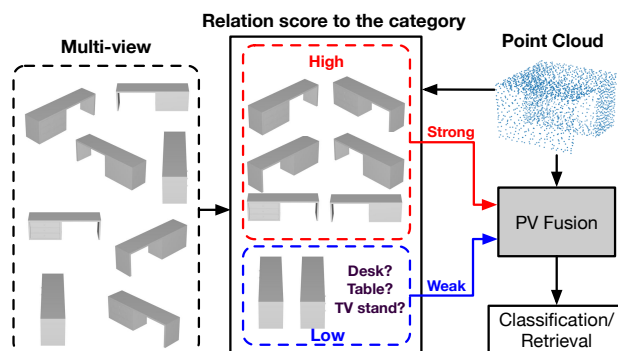 Relation score to the category
Multi-view
Point Cloud
High
Strong
PV Fusion
Desk?
Table?
TV stand?
Weak
Low
Classification/
Retrieval